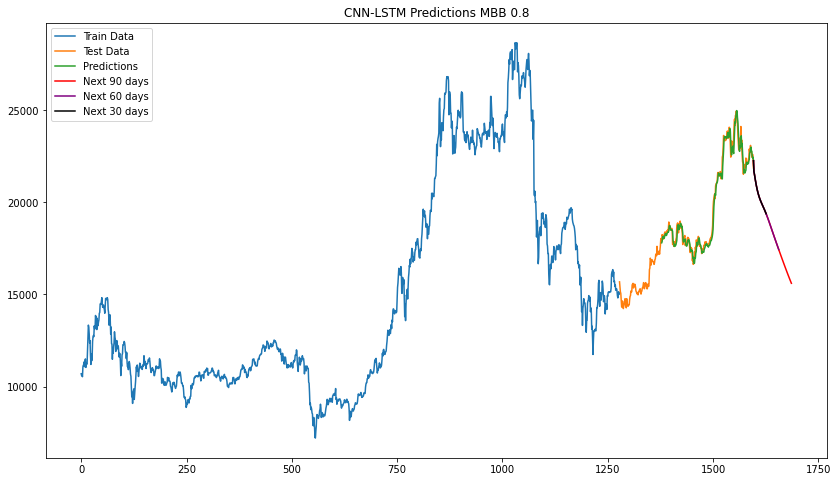 CNN-LSTM Predictions MBB 0.8
Train Data
Test Data
Predictions
Next 90 days
Next 60 days
Next 30 days
25000
20000
15000
10000
0
250
500
750
1000
1250
1500
1750